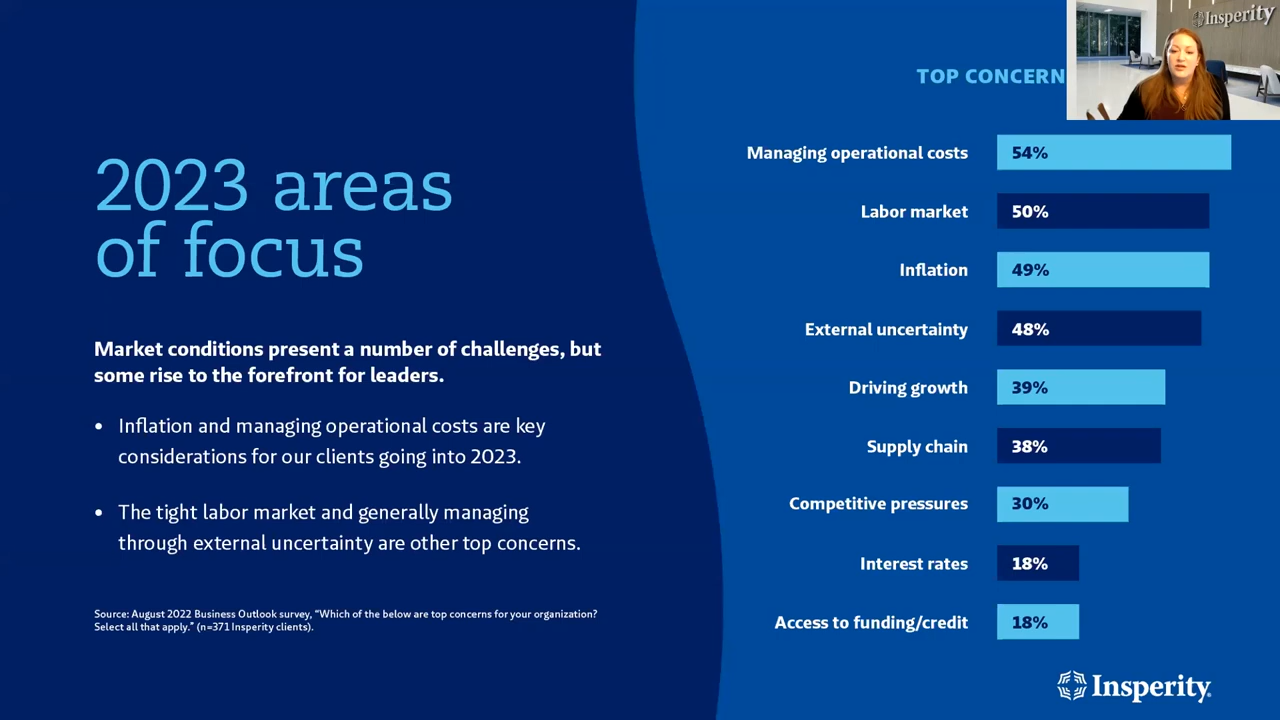 2023 areas
of focus
Market conditions present a number of challenges, but
some rise to the forefront for leaders.
• Inflation and managing operational costs are key
considerations for our clients going into 2023.
• The tight labor market and generally managing
through external uncertainty are other top concerns.
Source: August 2022 Business Outlook survey, “Which of the below are top concerns for your organization?
Select all that apply.” (n=371 Insperity clients).
TOP CONCERN
Managing operational costs 54%
Labor market 50%
Inflation 49%
External uncertainty 48%
Driving growth 39%
Supply chain 38%
Competitive pressures 30%
Interest rates 18%
Access to funding/credit 18%
Insperity
Insperity